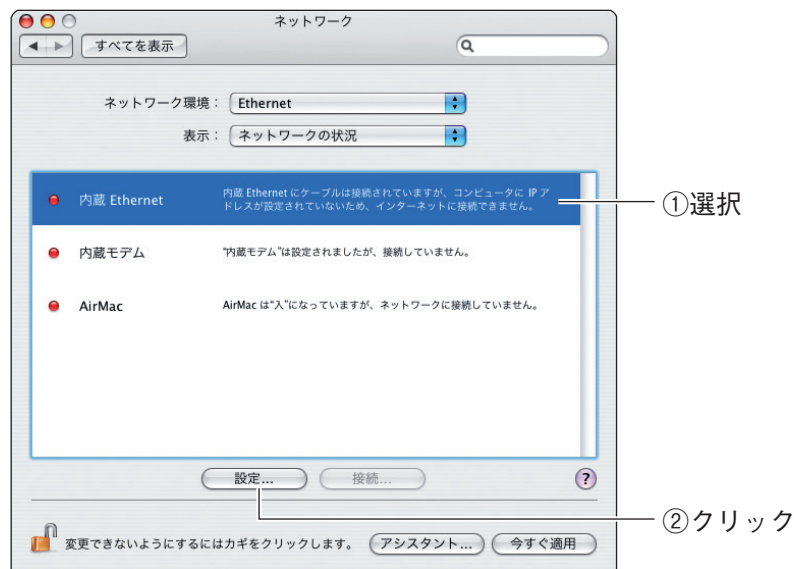 ネットワーク
すべてを表示
ネットワーク環境： Ethernet
表示： ネットワークの状況
内蔵 Ethernet
内蔵 Ethernet にケーブルは接続されていますが、コンピュータに IP ア
ドレスが設定されていないため、インターネットに接続できません。
①選択
内蔵モデム
“内蔵モデム”は設定されましたが、接続していません。
AirMac
AirMac は“入”になっていますが、ネットワークに接続していません。
設定...
接続...
?
②クリック
変更できないようにするにはカギをクリックします。
アシスタント...
今すぐ適用